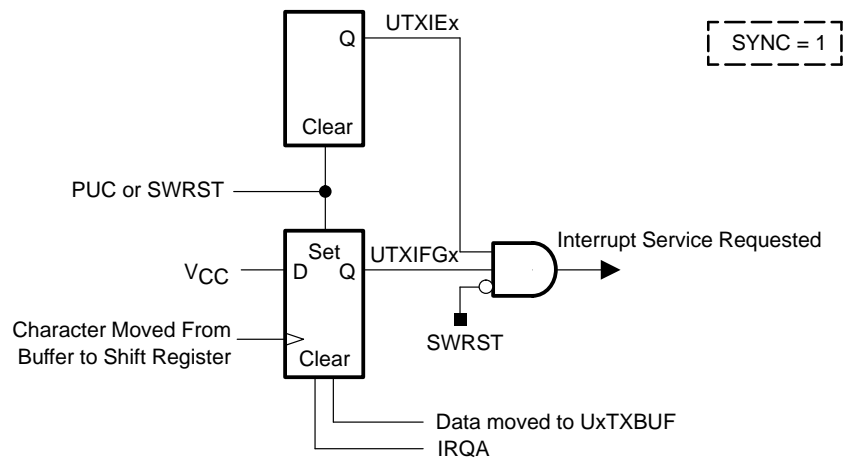 UTXIEx
SYNC = 1
Q
Clear
PUC or SWRST
Set
UTXIFGx
Interrupt Service Requested
VCC
D
Q
Character Moved From
Buffer to Shift Register
SWRST
Clear
Data moved to UxTXBUF
IRQA